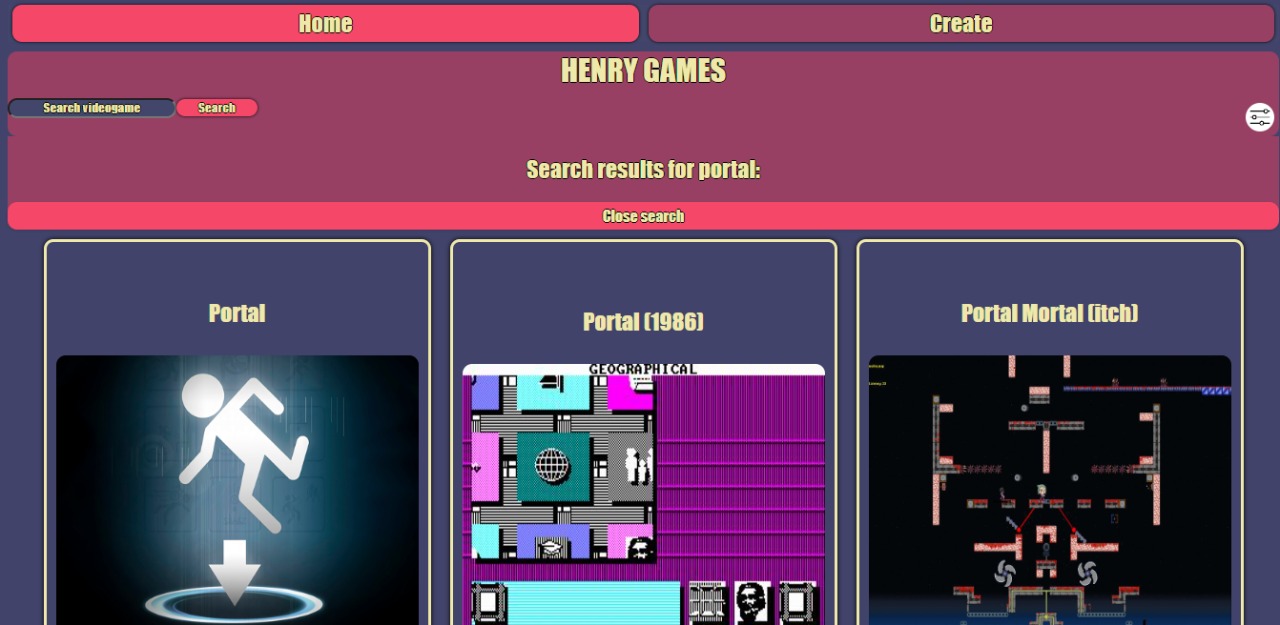 Home
Create
HENRY GAMES
Search videogame
Search
Search results for portal:
Close search
Portal
Portal (1986)
Portal Mortal (itch)
GEOGRAPHICAL